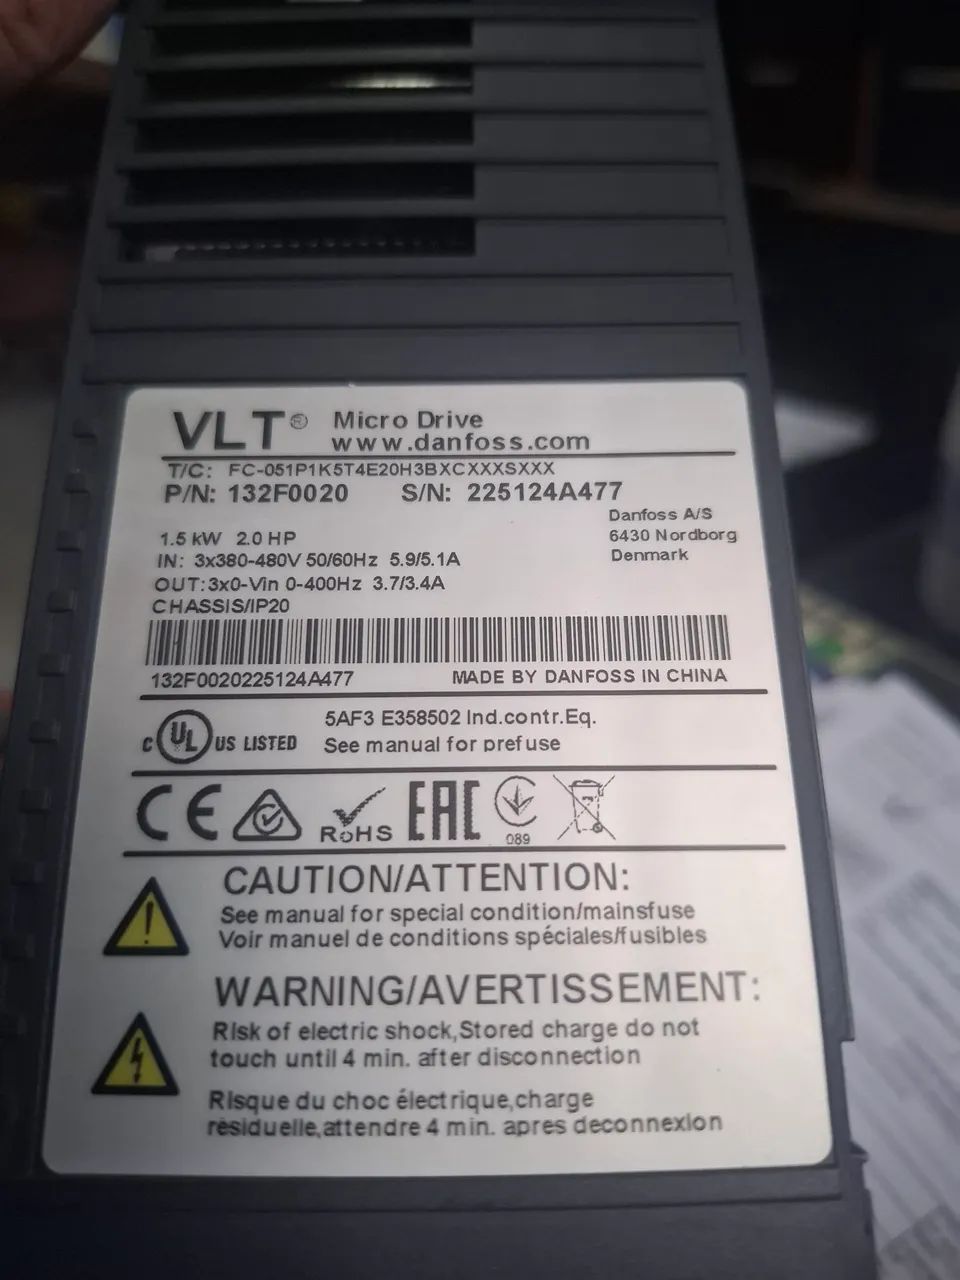 VLT® Micro Drive
www.danfoss.com
T/C: FC-051P1K5T4E20H3BXCXXXSXXX
P/N: 132F0020 S/N: 225124A477
Danfoss A/S
6430 Nordborg
Denmark
1.5 kW 2.0 HP
IN: 3x380-480V 50/60Hz 5.9/5.1A
OUT:3x0-Vin 0-400Hz 3.7/3.4A
CHASSIS/IP20
132F0020225124A477 MADE BY DANFOSS IN CHINA
C UL US LISTED
5AF3 E358502 Ind.contr.Eq.
See manual for prefuse
CE RoHS EAC 089
CAUTION/ATTENTION:
See manual for special condition/mainsfuse
Voir manuel de conditions spéciales/fusibles
WARNING/AVERTISSEMENT:
Risk of electric shock,Stored charge do not
touch until 4 min. after disconnection
Risque du choc électrique,charge
résiduelle,attendre 4 min. apres deconnexion